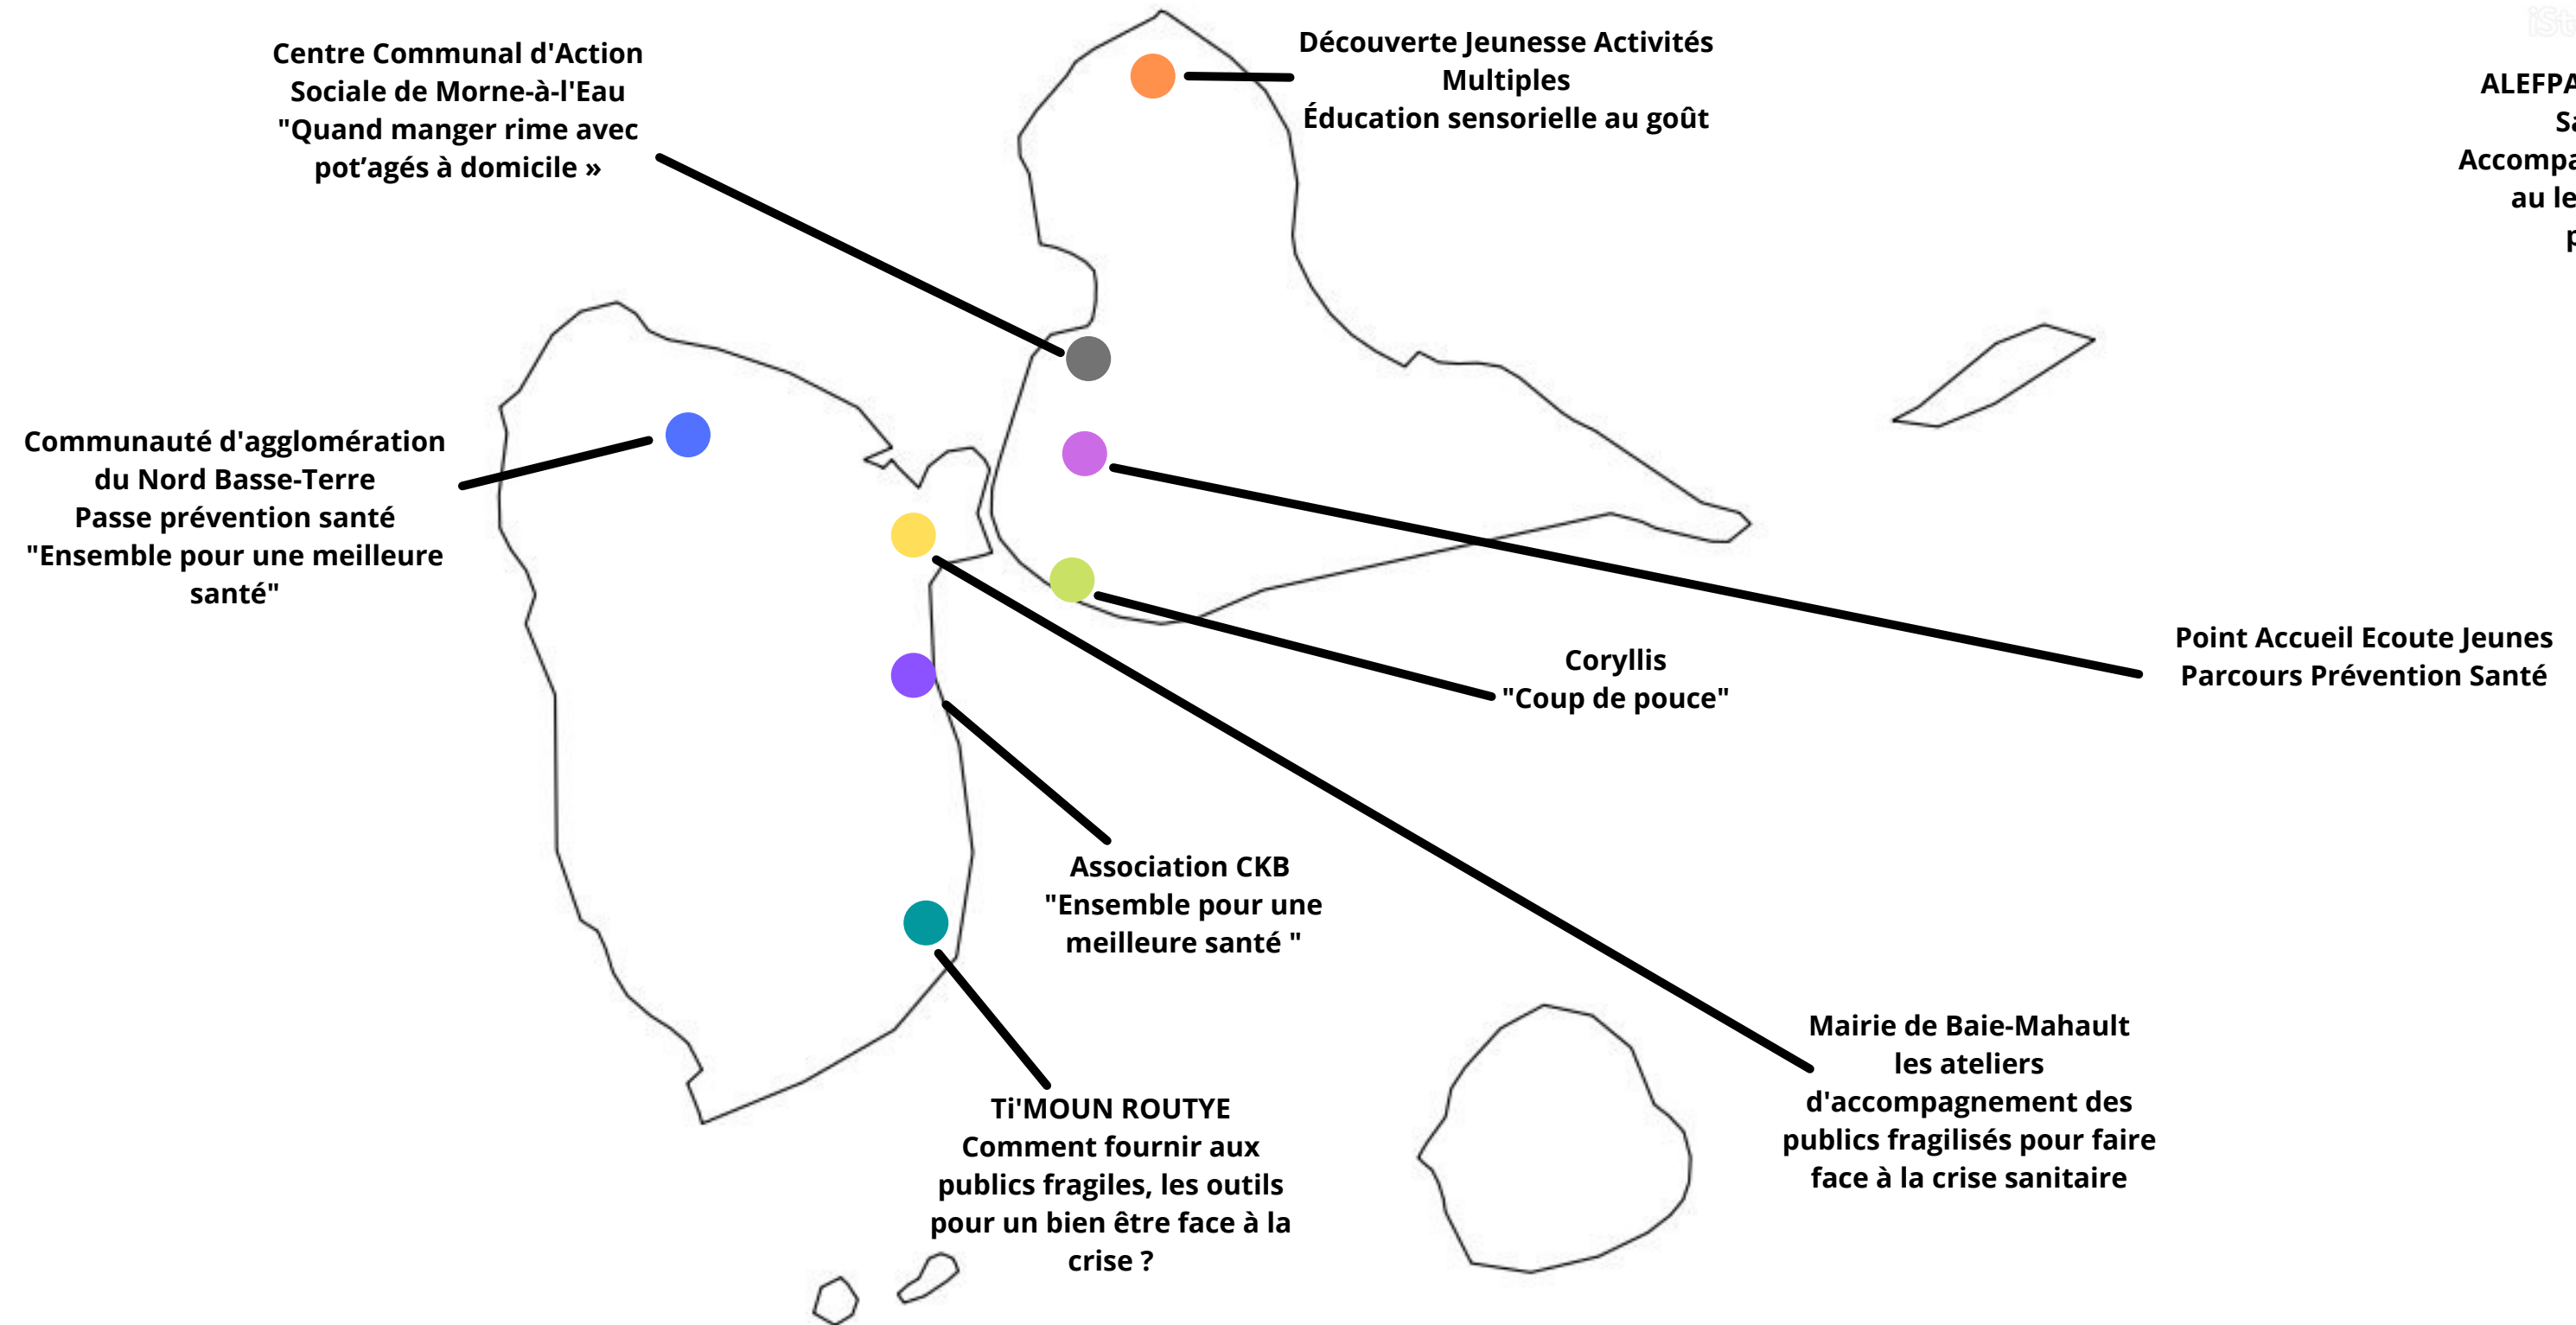 Centre Communal d'Action
Sociale de Morne-à-l'Eau
"Quand manger rime avec
pot’agés à domicile »
Découverte Jeunesse Activités
Multiples
Éducation sensorielle au goût
ALEFPA
au
Communauté d'agglomération
du Nord Basse-Terre
Passe prévention santé
"Ensemble pour une meilleure
santé"
Point Accueil Ecoute Jeunes
Parcours Prévention Santé
Coryllis
"Coup de pouce"
Association CKB
"Ensemble pour une
meilleure santé "
Mairie de Baie-Mahault
les ateliers
d'accompagnement des
publics fragilisés pour faire
face à la crise sanitaire
Ti'MOUN ROUTYE
Comment fournir aux
publics fragiles, les outils
pour un bien être face à la
crise ?